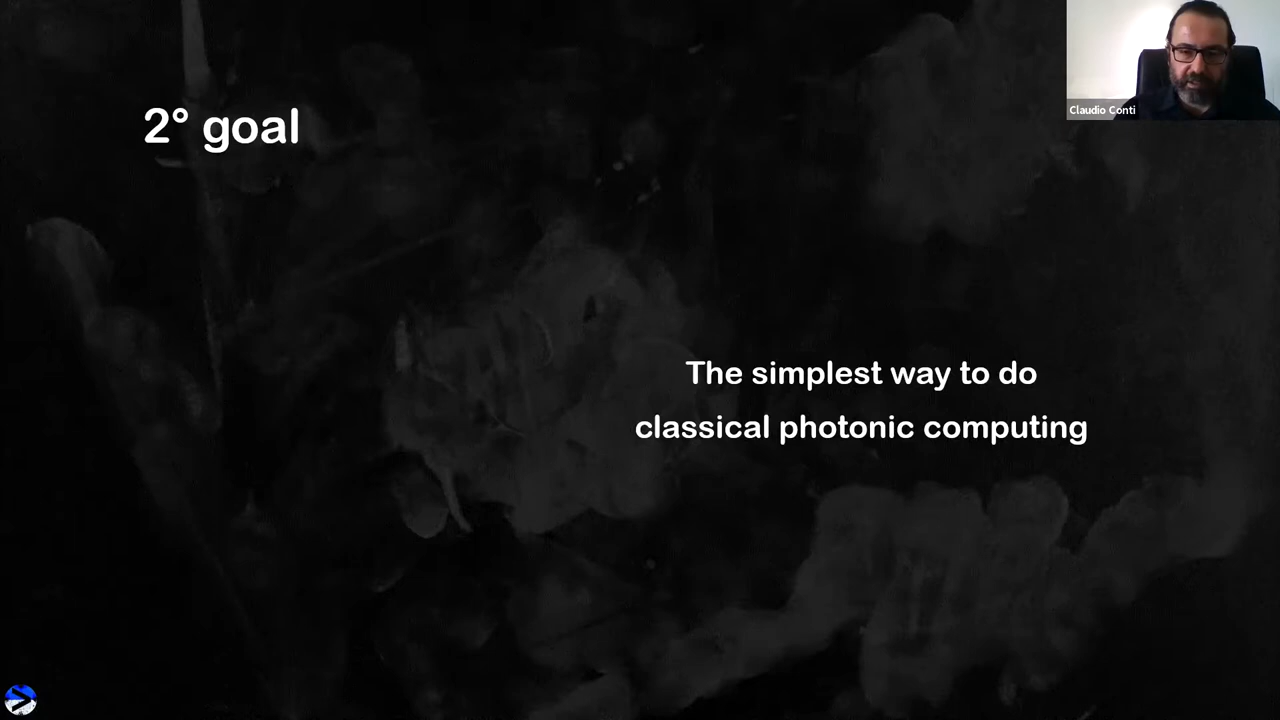 2° goal
Claudio Conti
The simplest way to do
classical photonic computing